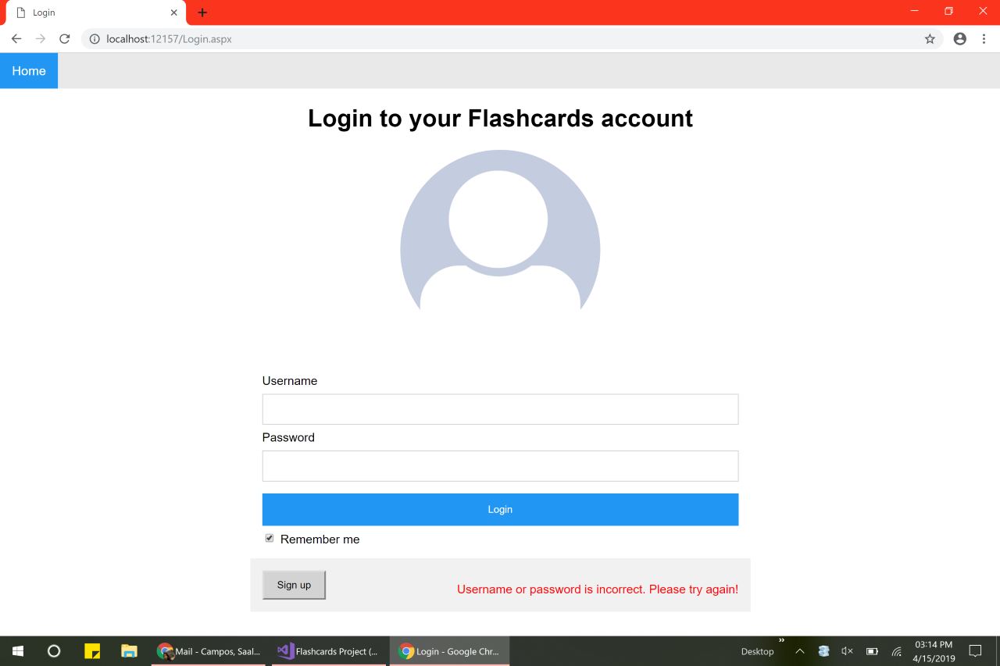 Login
localhost:12157/Login.aspx
Home
Login to your Flashcards account
Username
Password
Login
Remember me
Sign up
Username or password is incorrect. Please try again!
Mail - Campos, Saal...
Flashcards Project (...
Login - Google Chr...
Desktop
»
03:14 PM
4/15/2019